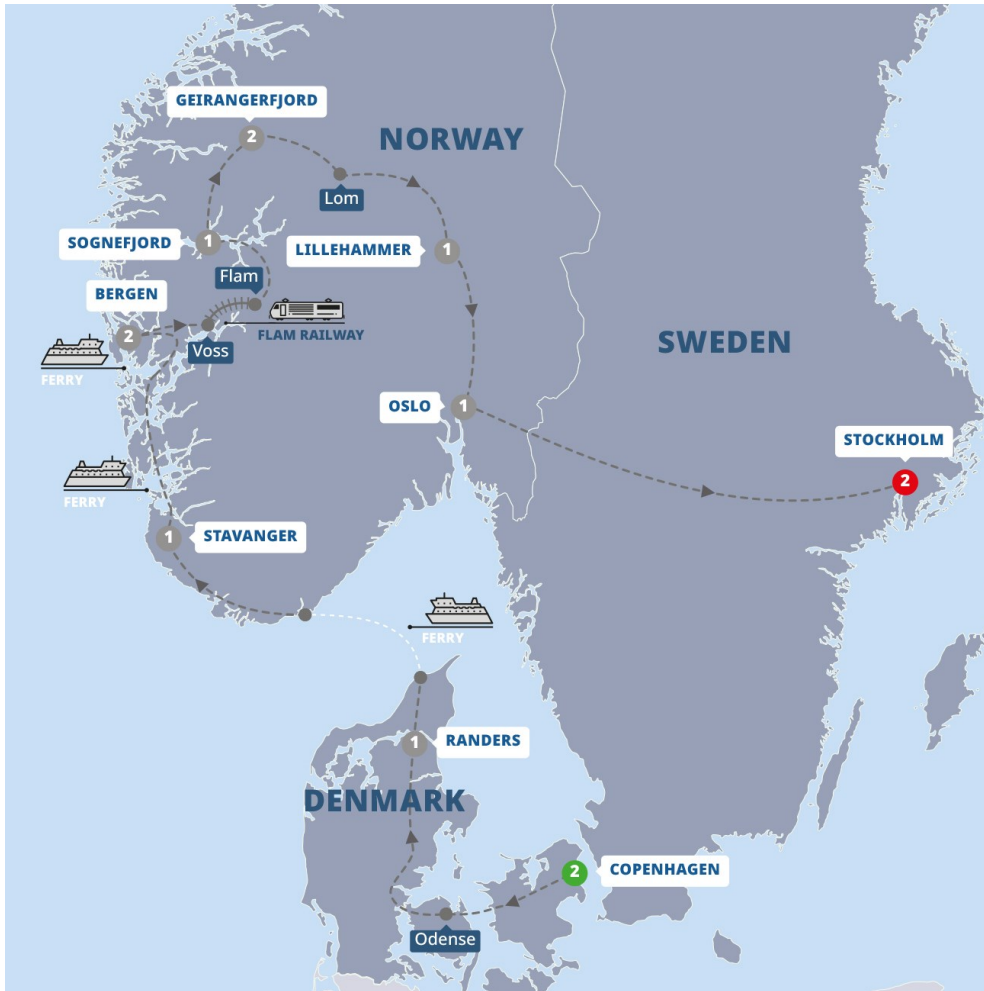 GEIRANGERFJORD
2
NORWAY
Lom
SOGNEFJORD
1
LILLEHAMMER
1
Flam
BERGEN
2
Voss
FLAM RAILWAY
FERRY
SWEDEN
OSLO
1
STOCKHOLM
2
FERRY
1
STAVANGER
FERRY
1
RANDERS
DENMARK
2
COPENHAGEN
Odense